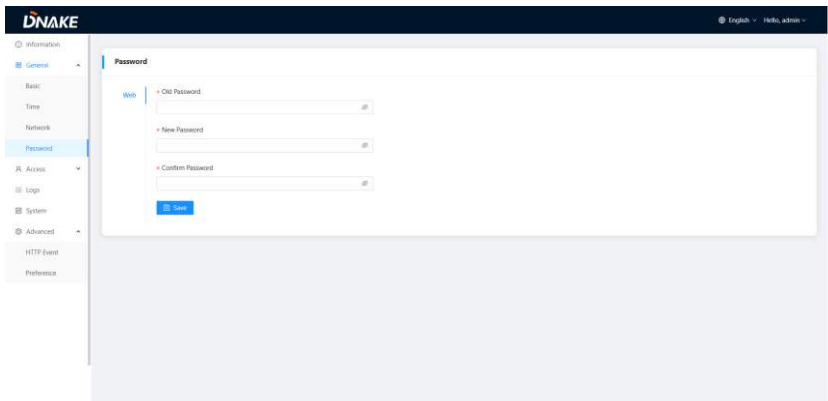 DNAKE
English
Hello, admin
Information
General
Basic
Time
Network
Password
Access
Logs
System
Advanced
HTTP Event
Preference
Password
Web
* Old Password
* New Password
* Confirm Password
Save